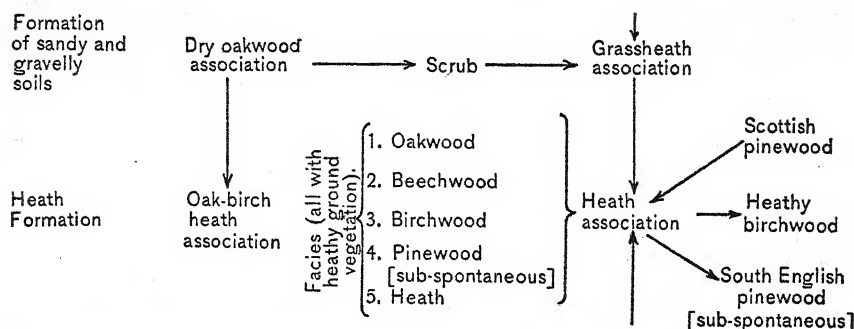 Formation
of sandy and
gravelly
soils
Dry oakwood
association
Scrub
Grassheath
association
Heath
Formation
Oak-birch
heath
association
Facies (all with
heathy ground
vegetation).
1. Oakwood
2. Beechwood
3. Birchwood
4. Pinewood
[sub-spontaneous]
5. Heath
Heath
association
Scottish
pinewood
Heathy
birchwood
South English
pinewood
[sub-spontaneous]